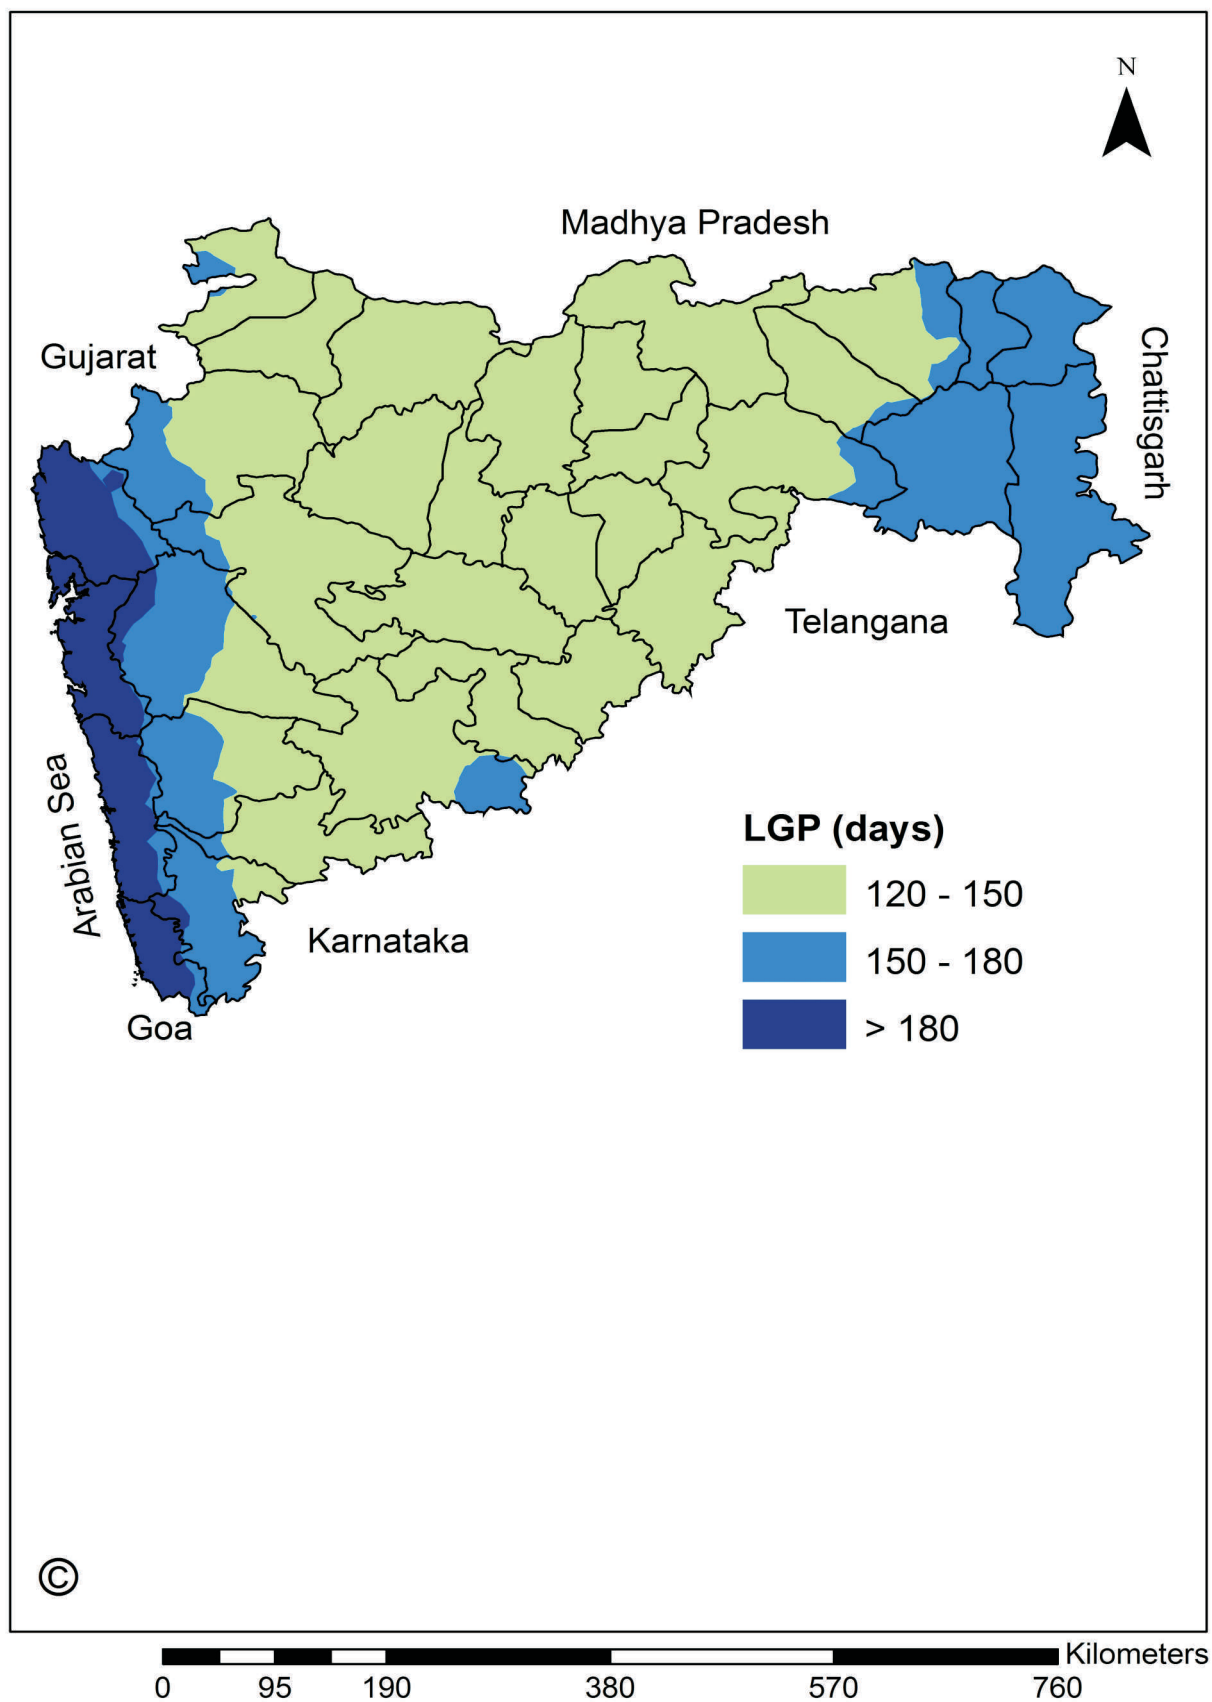 N
Madhya Pradesh
Gujarat
Chattisgarh
Telangana
Arabian Sea
LGP (days)
120 - 150
150 - 180
> 180
Karnataka
Goa
©
Kilometers
0 95 190 380 570 760